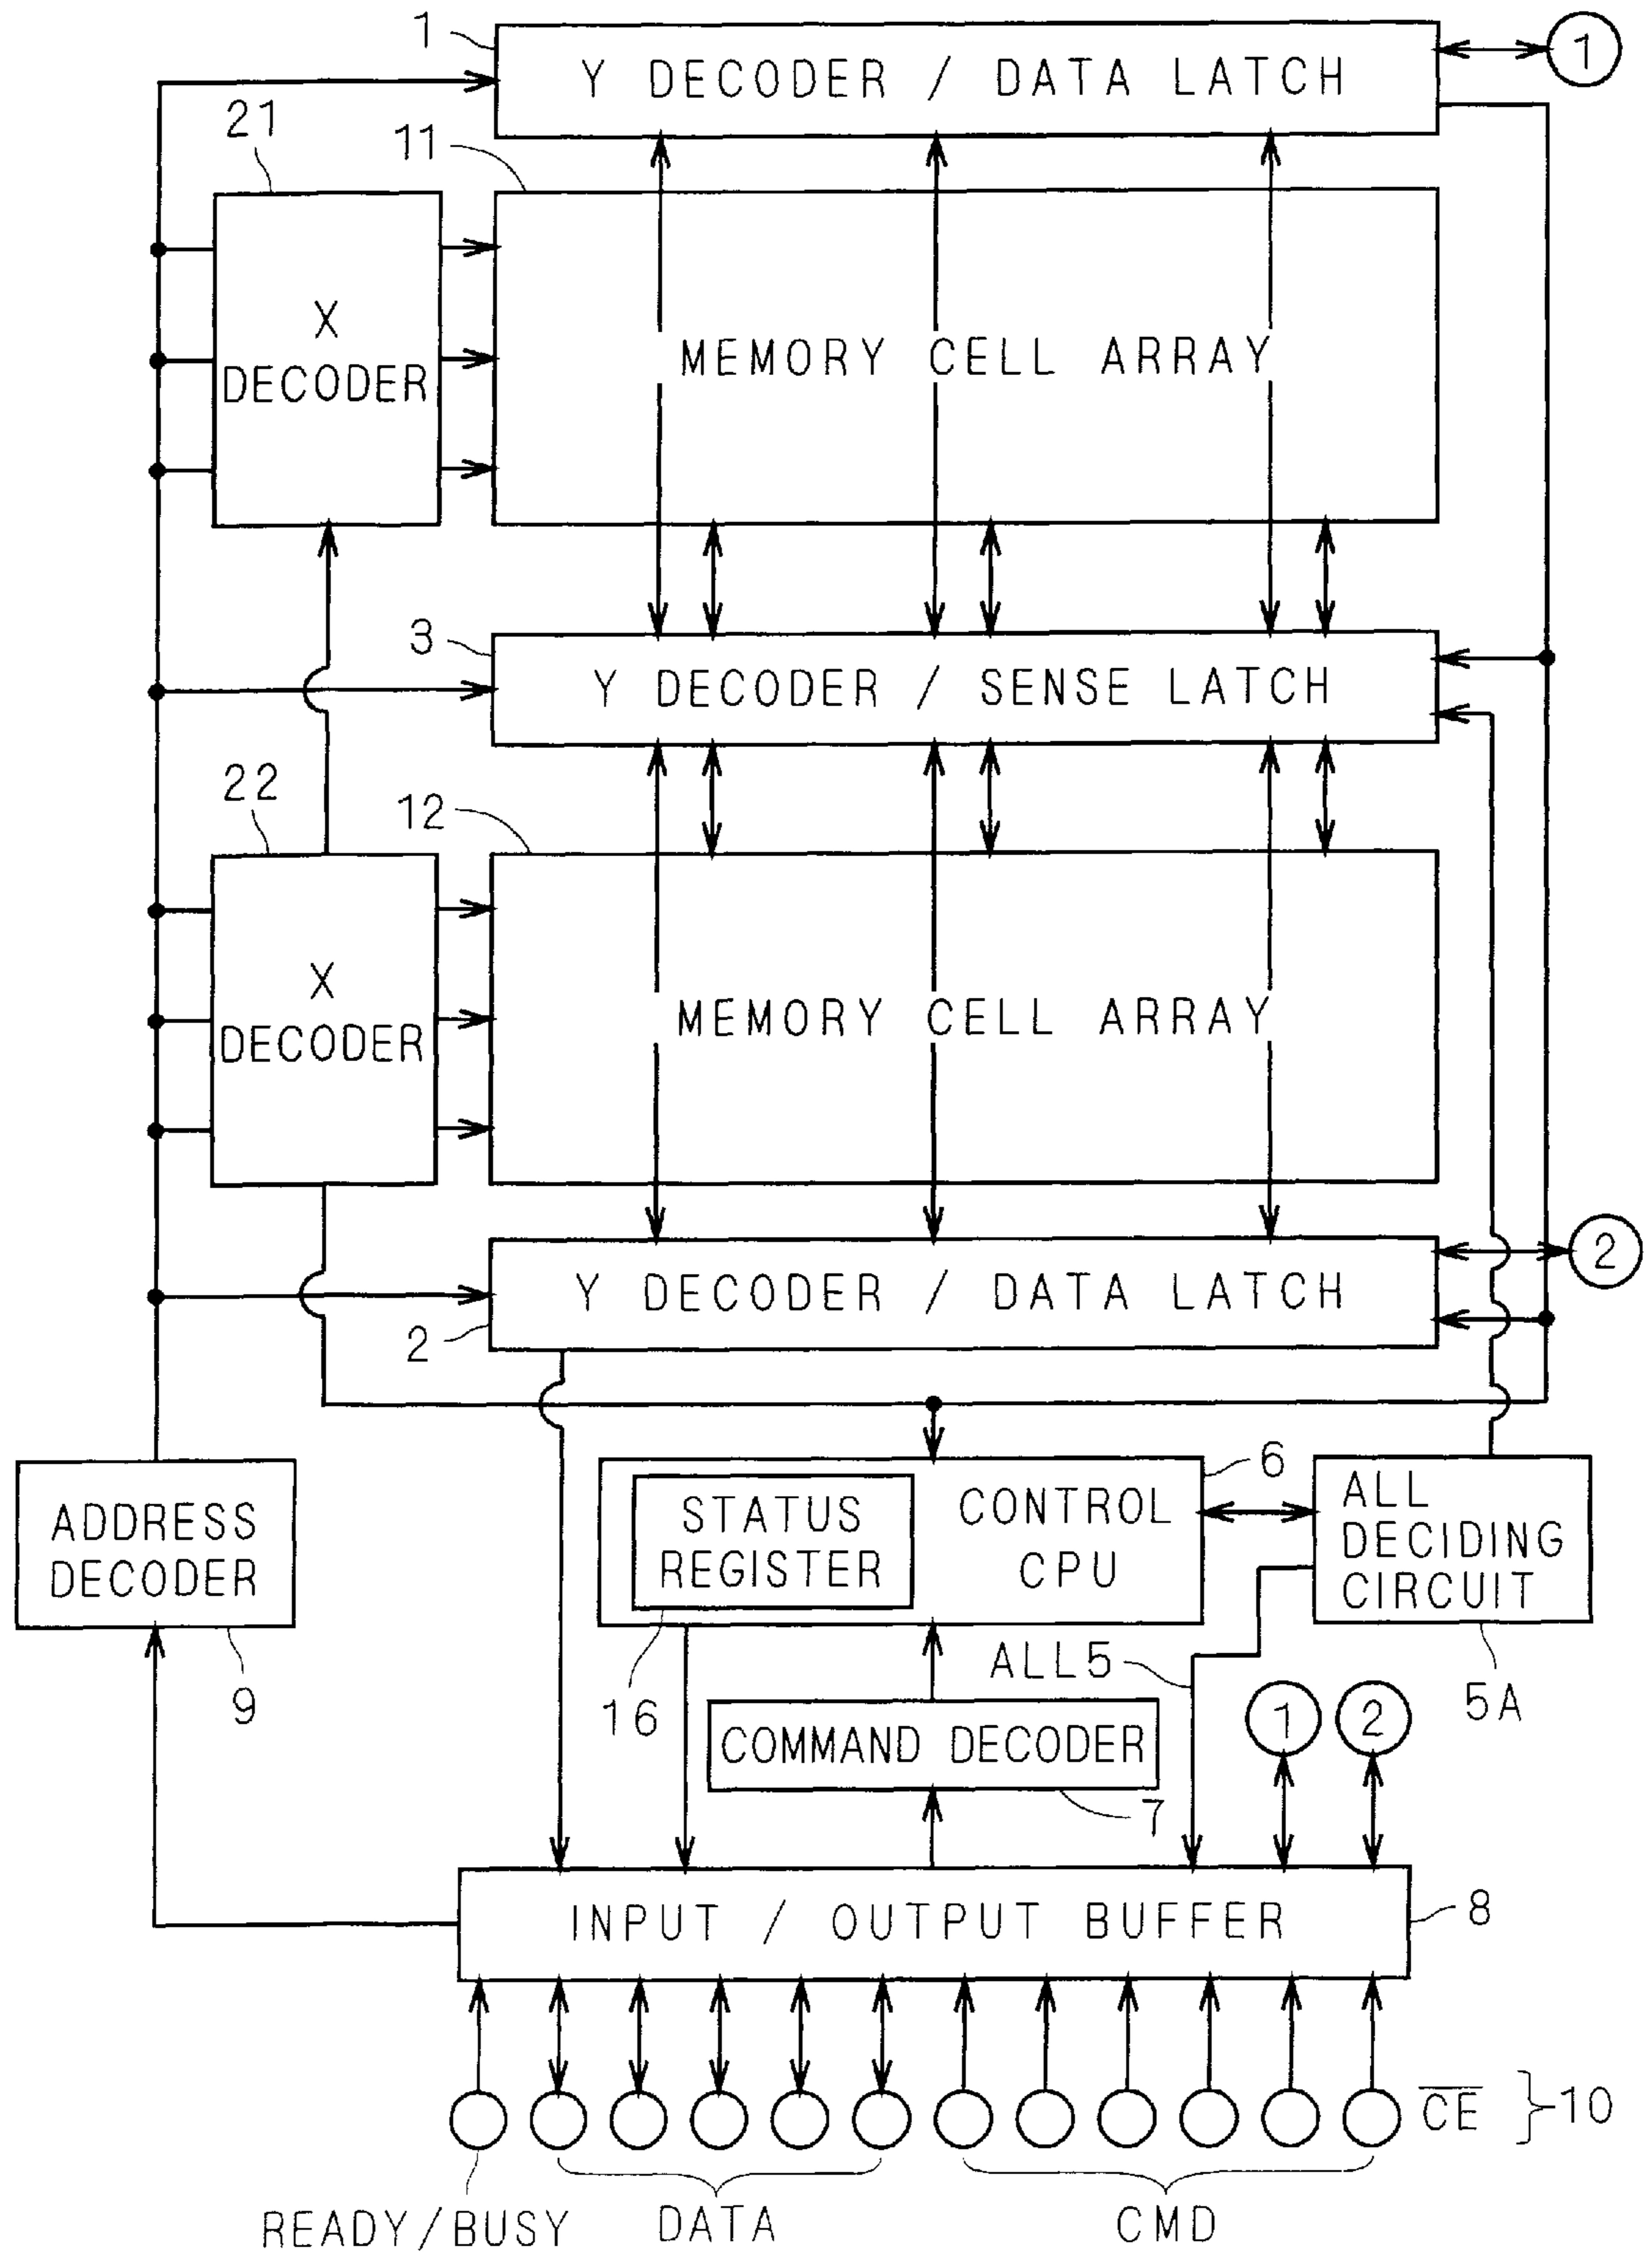 1
Y DECODER / DATA LATCH
1
21
11
X
DECODER
MEMORY CELL ARRAY
3
Y DECODER / SENSE LATCH
22
12
X
DECODER
MEMORY CELL ARRAY
Y DECODER / DATA LATCH
2
2
ADDRESS
DECODER
9
STATUS
REGISTER
16
CONTROL
CPU
6
ALL
DECIDING
CIRCUIT
5A
ALL5
1
2
COMMAND DECODER
7
INPUT / OUTPUT BUFFER
8
C̅E̅
10
READY/BUSY
DATA
CMD